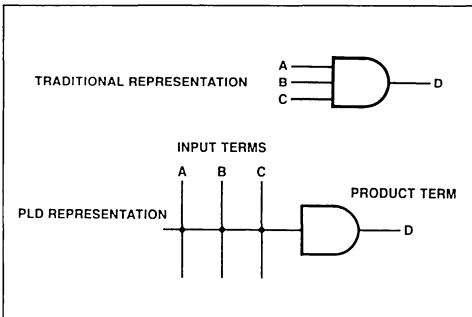 A
TRADITIONAL REPRESENTATION B D
C
INPUT TERMS
A B C
PRODUCT TERM
PLD REPRESENTATION D